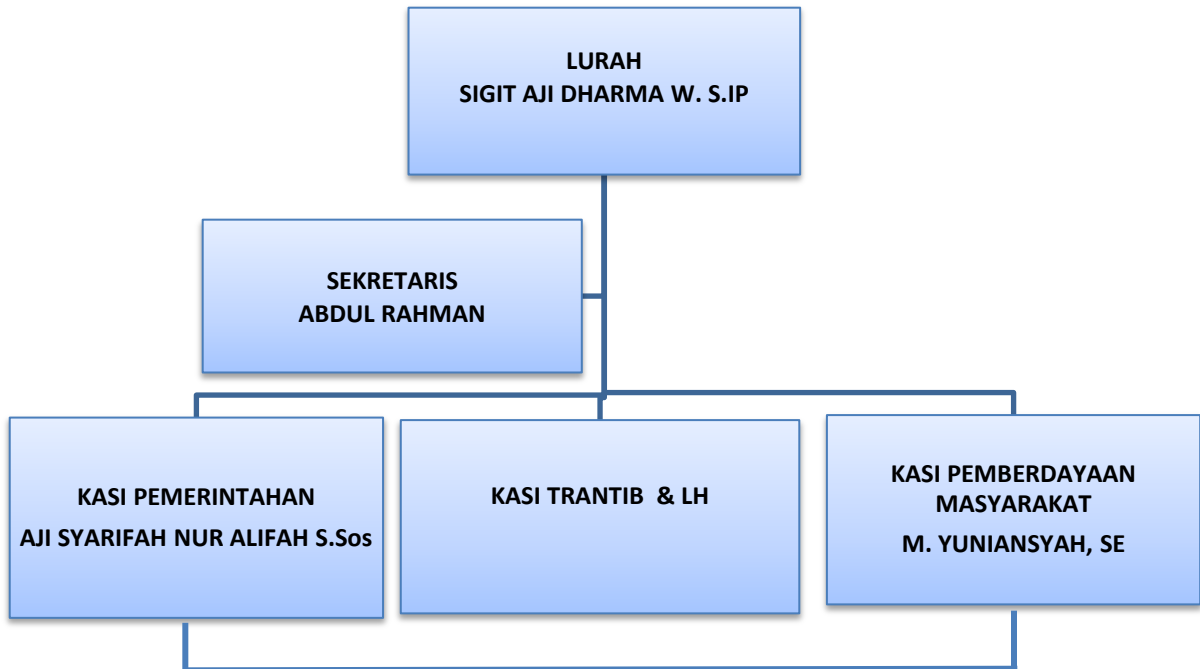 LURAH
SIGIT AJI DHARMA W. S.IP
SEKRETARIS
ABDUL RAHMAN
KASI PEMERINTAHAN
AJI SYARIFAH NUR ALIFAH S.Sos
KASI TRANTIB & LH
KASI PEMBERDAYAAN
MASYARAKAT
M. YUNIANSYAH, SE